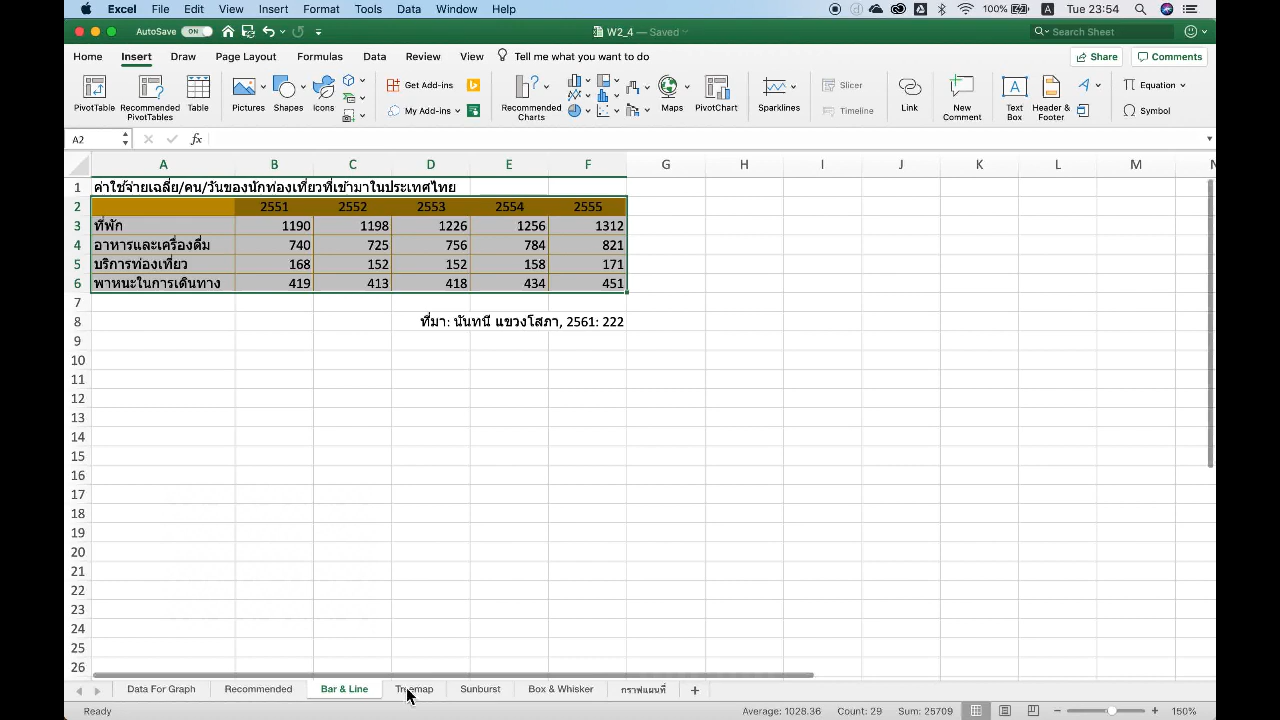 Excel File Edit View Insert Format Tools Data Window Help 100% A Tue 23:54
AutoSave ON W2_4 — Saved Search Sheet
Home Insert Draw Page Layout Formulas Data Review View Tell me what you want to do Share Comments
Get Add-ins My Add-ins Slicer Timeline Equation Symbol
PivotTable Recommended PivotTables Table Pictures Shapes Icons Recommended Charts Maps PivotChart Sparklines Link New Comment Text Box Header & Footer
A2 fx
A B C D E F G H I J K L M N
1 ค่าใช้จ่ายเฉลี่ย/คน/วันของนักท่องเที่ยวที่เข้ามาในประเทศไทย
2 2551 2552 2553 2554 2555
3 ที่พัก 1190 1198 1226 1256 1312
4 อาหารและเครื่องดื่ม 740 725 756 784 821
5 บริการท่องเที่ยว 168 152 152 158 171
6 พาหนะในการเดินทาง 419 413 418 434 451
7
8 ที่มา: นันทนี แขวงโสภา, 2561: 222
9
10
11
12
13
14
15
16
17
18
19
20
21
22
23
24
25
26
Data For Graph Recommended Bar & Line Treemap Sunburst Box & Whisker กราฟแผนที่ +
Ready Average: 1028.36 Count: 29 Sum: 25709 150%